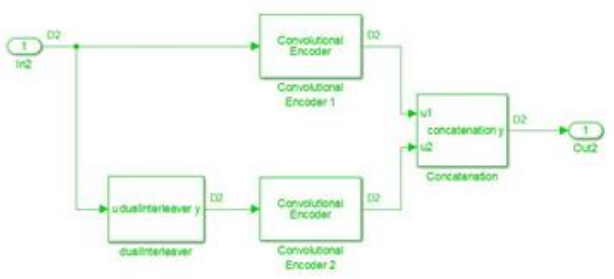 D2
1
In2
Convolutional
Encoder
D2
Convolutional
Encoder 1
u1
concatenation y
u2
D2
1
Out2
Concatenation
u dualinterleaver y
D2
dualinterleaver
Convolutional
Encoder
D2
Convolutional
Encoder 2